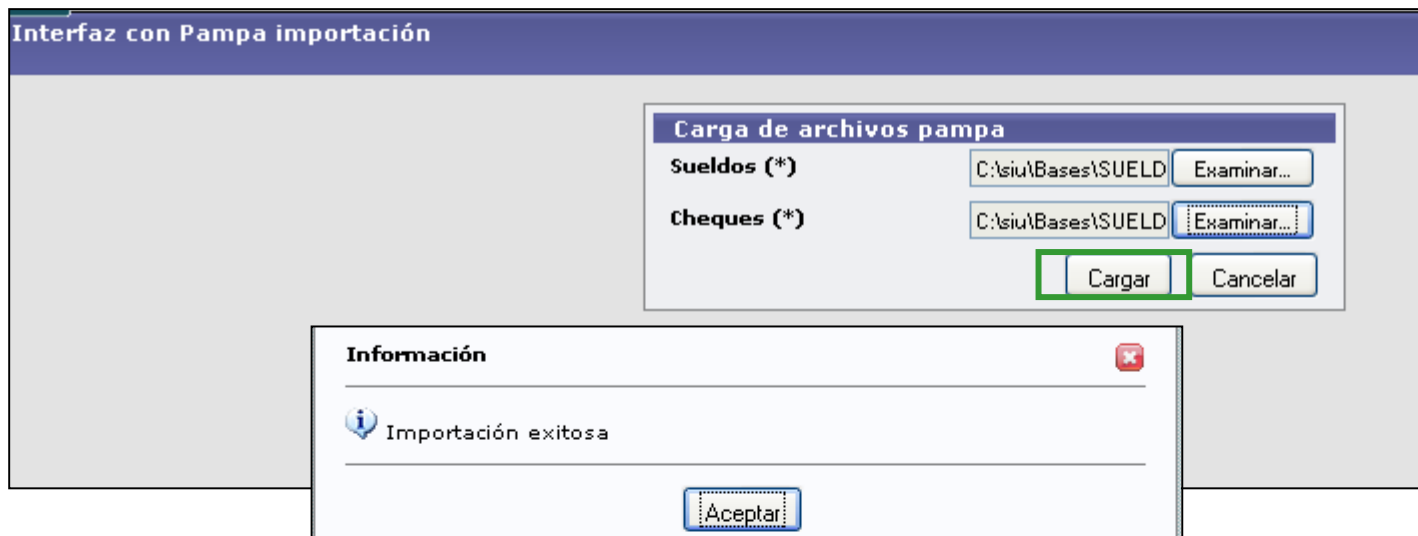 Interfaz con Pampa importación
Carga de archivos pampa
Sueldos (*) C:\siu\Bases\SUELD Examinar...
Cheques (*) C:\siu\Bases\SUELD Examinar...
Cargar Cancelar
Información
Importación exitosa
Aceptar